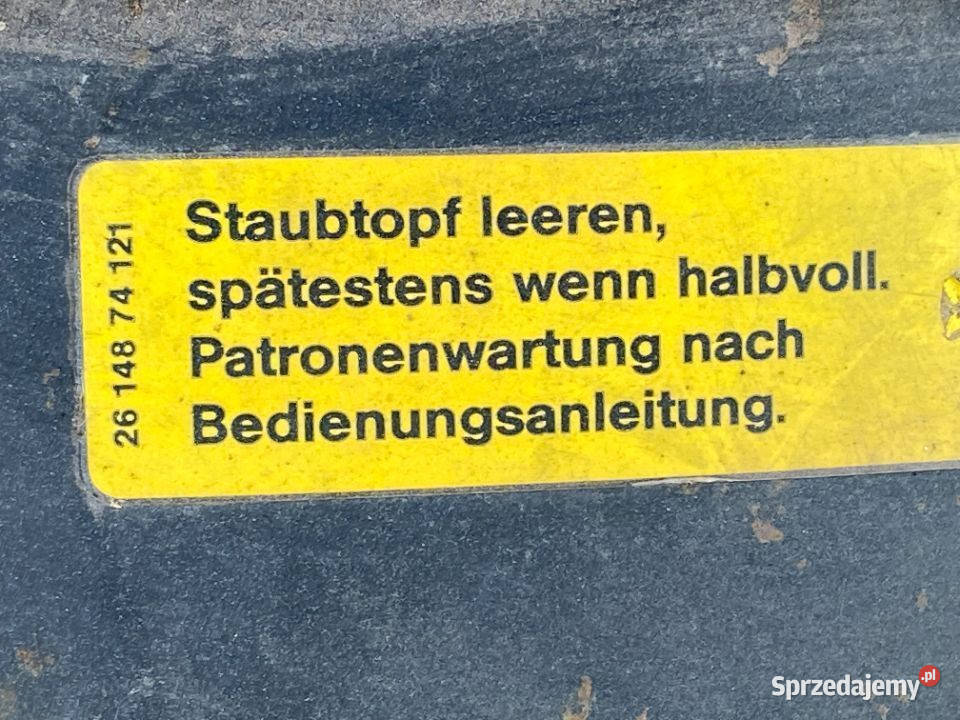 Staubtopf leeren,
spätestens wenn halbvoll.
Patronenwartung nach
Bedienungsanleitung.
26 148 74 121
Sprzedajemy.pl